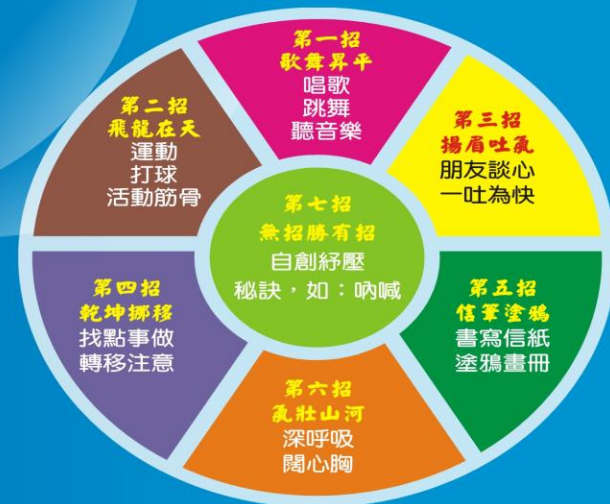 第一招
歌舞昇平
唱歌
跳舞
聽音樂
第二招
飛龍在天
運動
打球
活動筋骨
第三招
揚眉吐氣
朋友談心
一吐為快
第四招
乾坤挪移
找點事做
轉移注意
第五招
信筆塗鴉
書寫信紙
塗鴉畫冊
第六招
氣壯山河
深呼吸
闊心胸
第七招
無招勝有招
自創紓壓
秘訣，如：吶喊